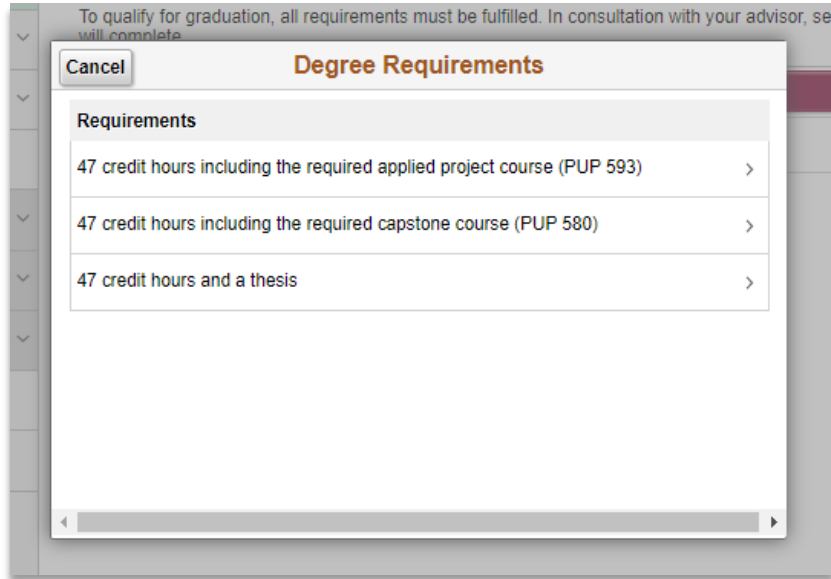 To qualify for graduation, all requirements must be fulfilled. In consultation with your advisor, se
will complete
Cancel
Degree Requirements
Requirements
47 credit hours including the required applied project course (PUP 593)
47 credit hours including the required capstone course (PUP 580)
47 credit hours and a thesis